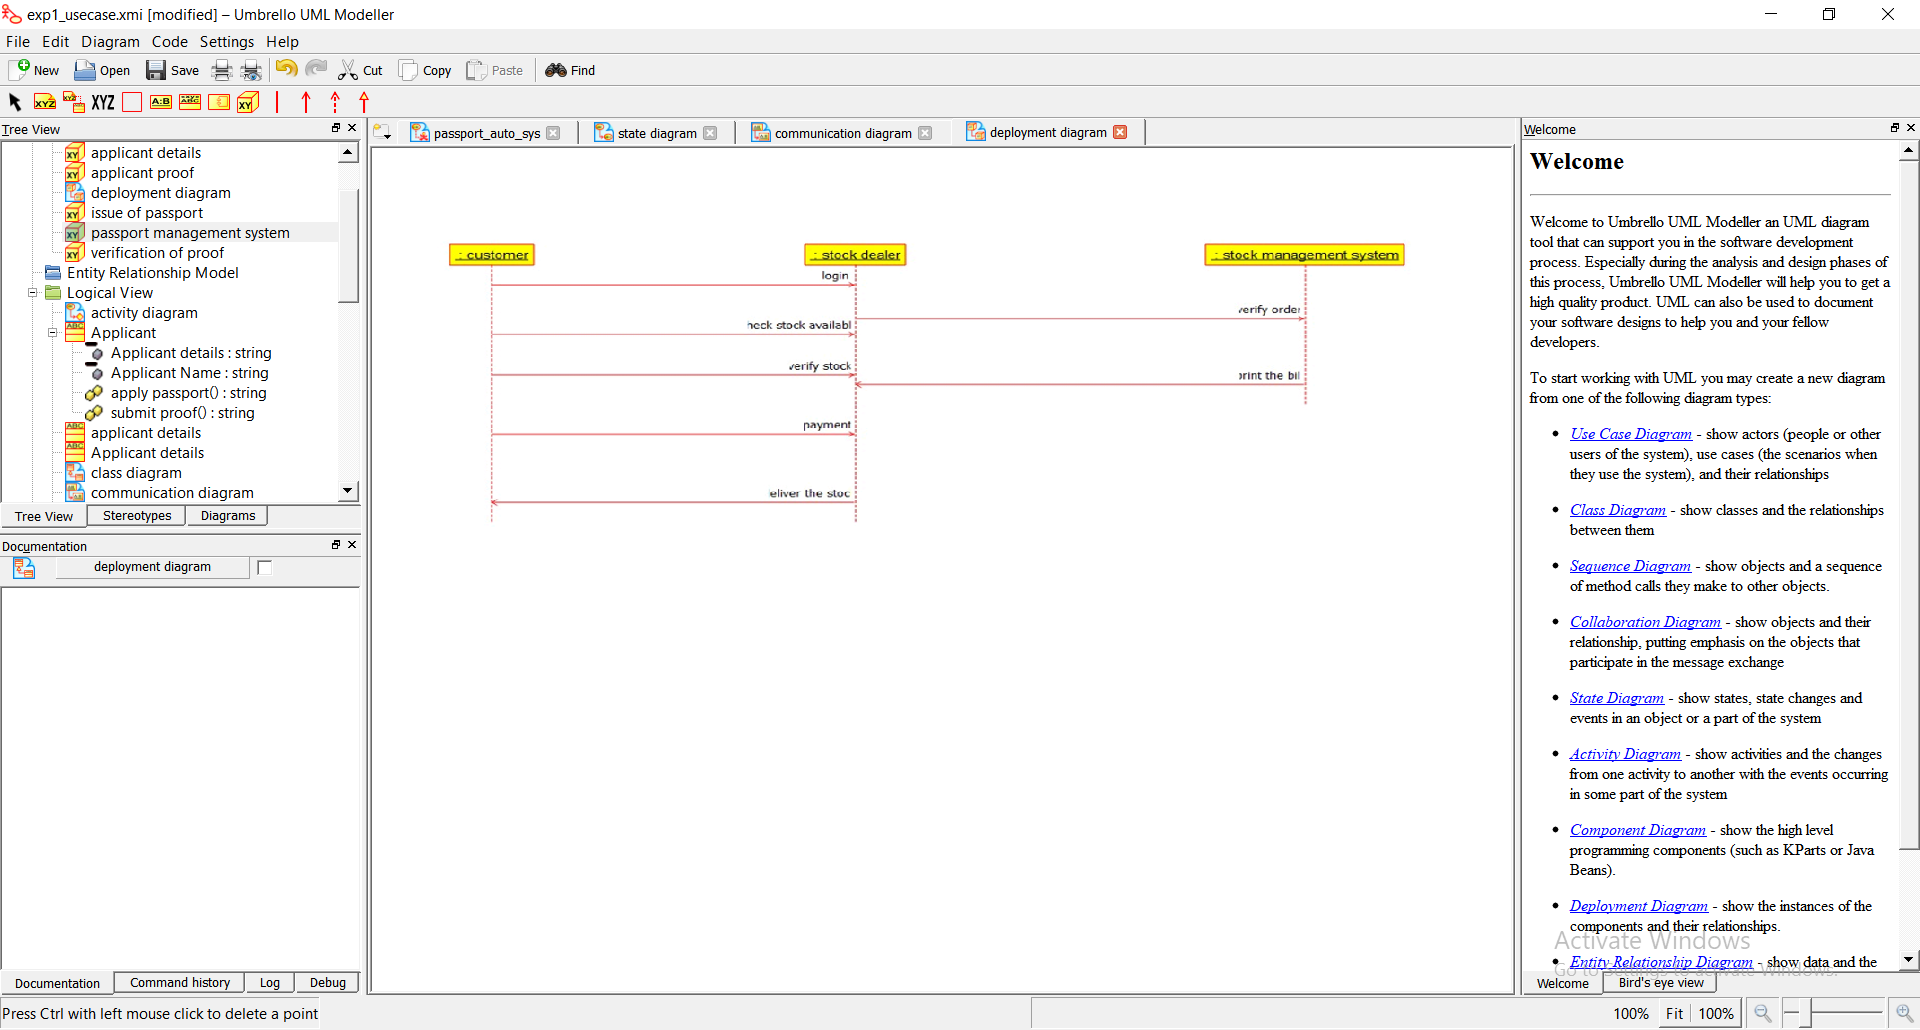 exp1_usecase.xmi [modified] – Umbrello UML Modeller
File Edit Diagram Code Settings Help
New Open Save Cut Copy Paste Find
XYZ XYZ XYZ A:B ABC XY
Tree View
applicant details
applicant proof
deployment diagram
issue of passport
passport management system
verification of proof
Entity Relationship Model
Logical View
activity diagram
Applicant
Applicant details : string
Applicant Name : string
apply passport() : string
submit proof() : string
applicant details
Applicant details
class diagram
communication diagram
Tree View Stereotypes Diagrams
Documentation
deployment diagram
Documentation Command history Log Debug
Press Ctrl with left mouse click to delete a point
passport_auto_sys state diagram communication diagram deployment diagram
: customer : stock dealer : stock management system
login
verify order
heck stock availabl
verify stock
print the bil
payment
eliver the stoc
Welcome
Welcome
Welcome to Umbrello UML Modeller an UML diagram
tool that can support you in the software development
process. Especially during the analysis and design phases of
this process, Umbrello UML Modeller will help you to get a
high quality product. UML can also be used to document
your software designs to help you and your fellow
developers.
To start working with UML you may create a new diagram
from one of the following diagram types:
• Use Case Diagram - show actors (people or other
users of the system), use cases (the scenarios when
they use the system), and their relationships
• Class Diagram - show classes and the relationships
between them
• Sequence Diagram - show objects and a sequence
of method calls they make to other objects.
• Collaboration Diagram - show objects and their
relationship, putting emphasis on the objects that
participate in the message exchange
• State Diagram - show states, state changes and
events in an object or a part of the system
• Activity Diagram - show activities and the changes
from one activity to another with the events occurring
in some part of the system
• Component Diagram - show the high level
programming components (such as KParts or Java
Beans).
• Deployment Diagram - show the instances of the
components and their relationships.
Activate Windows
• Entity Relationship Diagram - show data and the
Go to Settings to activate Windows.
Welcome Bird's eye view
100% Fit 100%